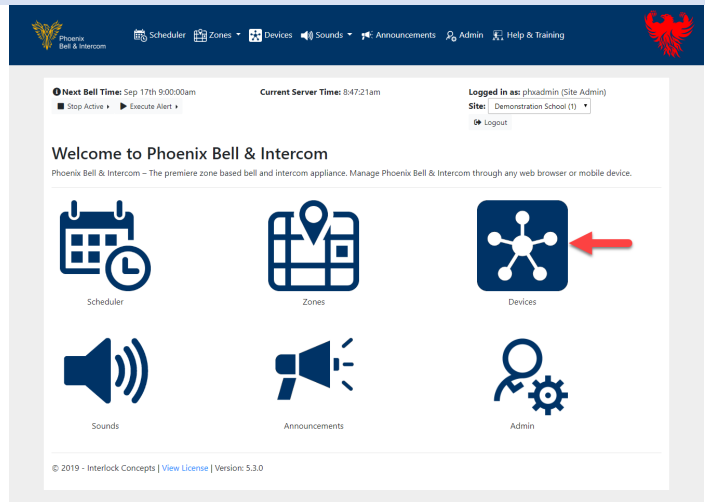 Phoenix
Bell & Intercom
Scheduler Zones Devices Sounds Announcements Admin Help & Training
Next Bell Time: Sep 17th 9:00:00am
Stop Active Execute Alert
Current Server Time: 8:47:21am
Logged in as: phxadmin (Site Admin)
Site: Demonstration School (1)
Logout
Welcome to Phoenix Bell & Intercom
Phoenix Bell & Intercom – The premiere zone based bell and intercom appliance. Manage Phoenix Bell & Intercom through any web browser or mobile device.
Scheduler Zones Devices
Sounds Announcements Admin
© 2019 - Interlock Concepts | View License | Version: 5.3.0